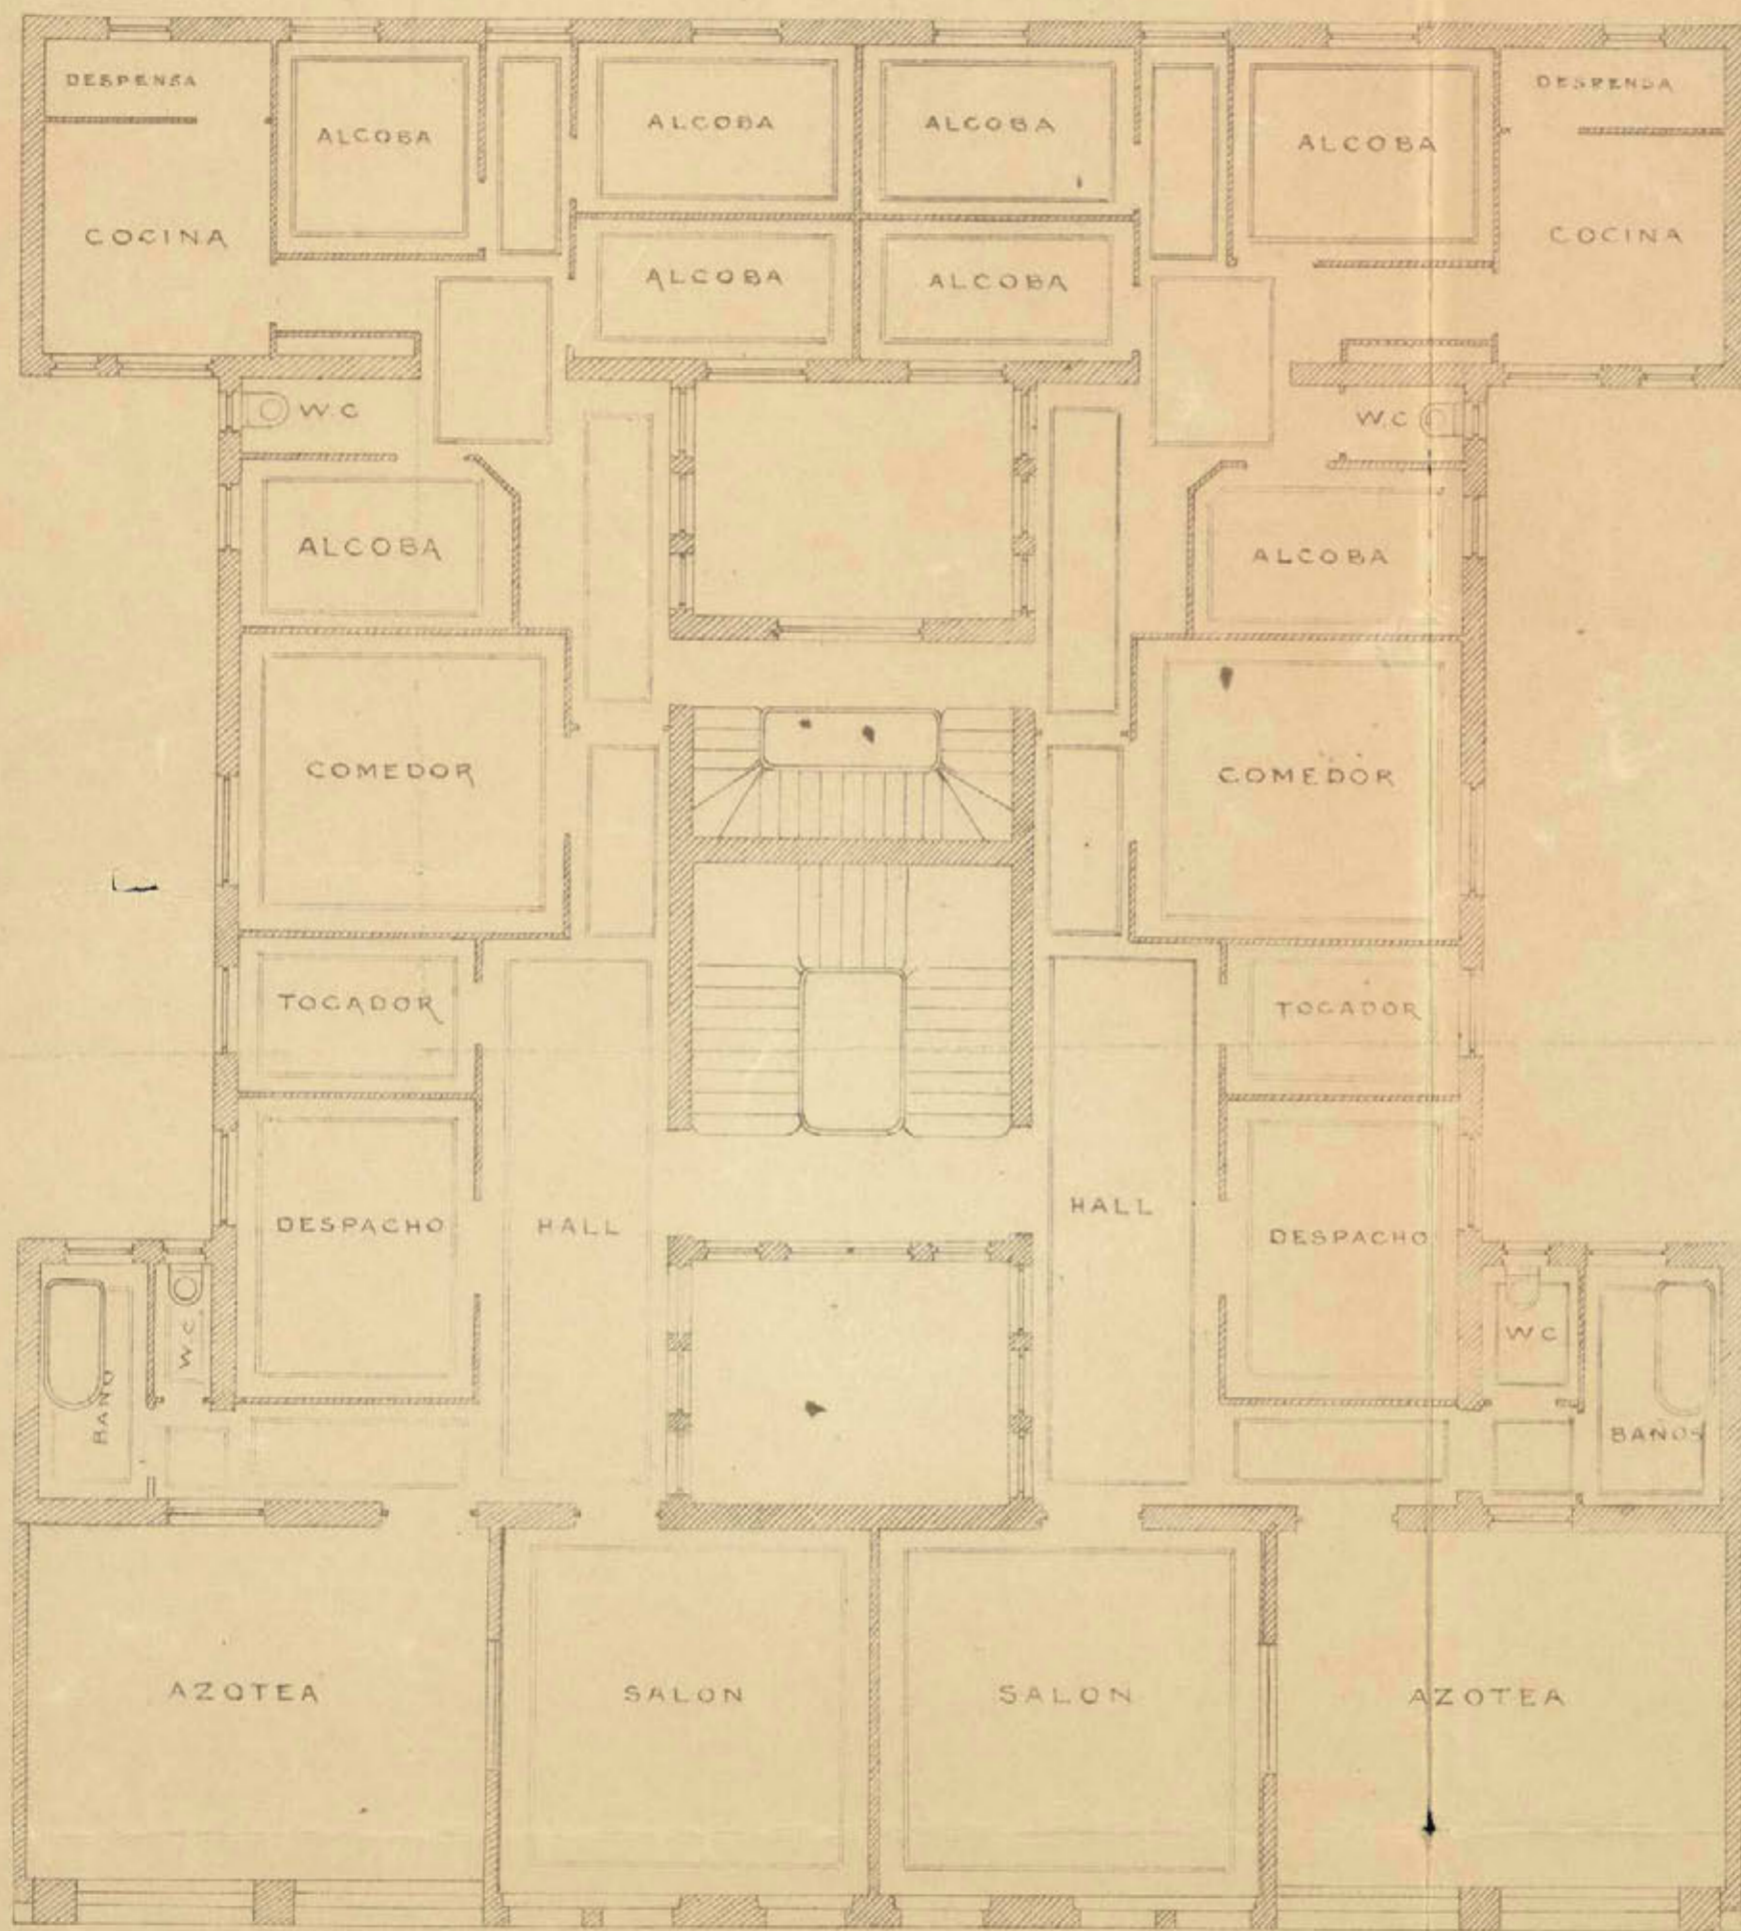 DESPENSA
ALCOBA
ALCOBA
ALCOBA
ALCOBA
DESPENSA
COCINA
ALCOBA
ALCOBA
COCINA
W.C
W.C
ALCOBA
ALCOBA
COMEDOR
COMEDOR
TOCADOR
TOCADOR
DESPACHO
HALL
HALL
DESPACHO
BAÑO
W.C.
WC
BAÑOS
AZOTEA
SALON
SALON
AZOTEA